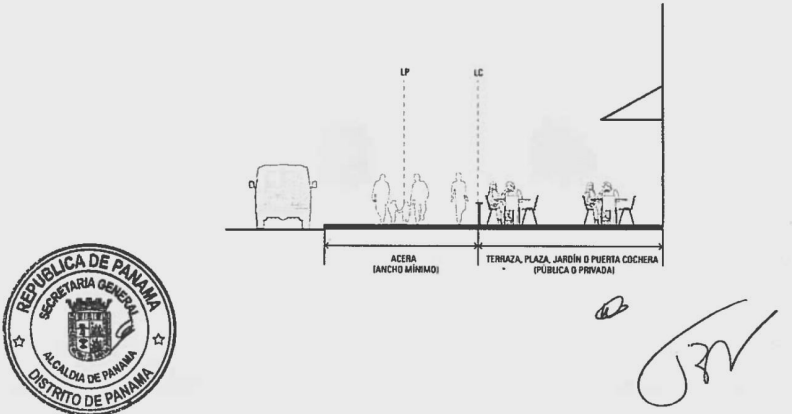 LP
LC
ACERA
(ANCHO MÍNIMO)
TERRAZA, PLAZA, JARDÍN O PUERTA COCHERA
(PÚBLICA O PRIVADA)
REPUBLICA DE PANAMA
SECRETARIA GENERAL
ALCALDIA DE PANAMA
DISTRITO DE PANAMA